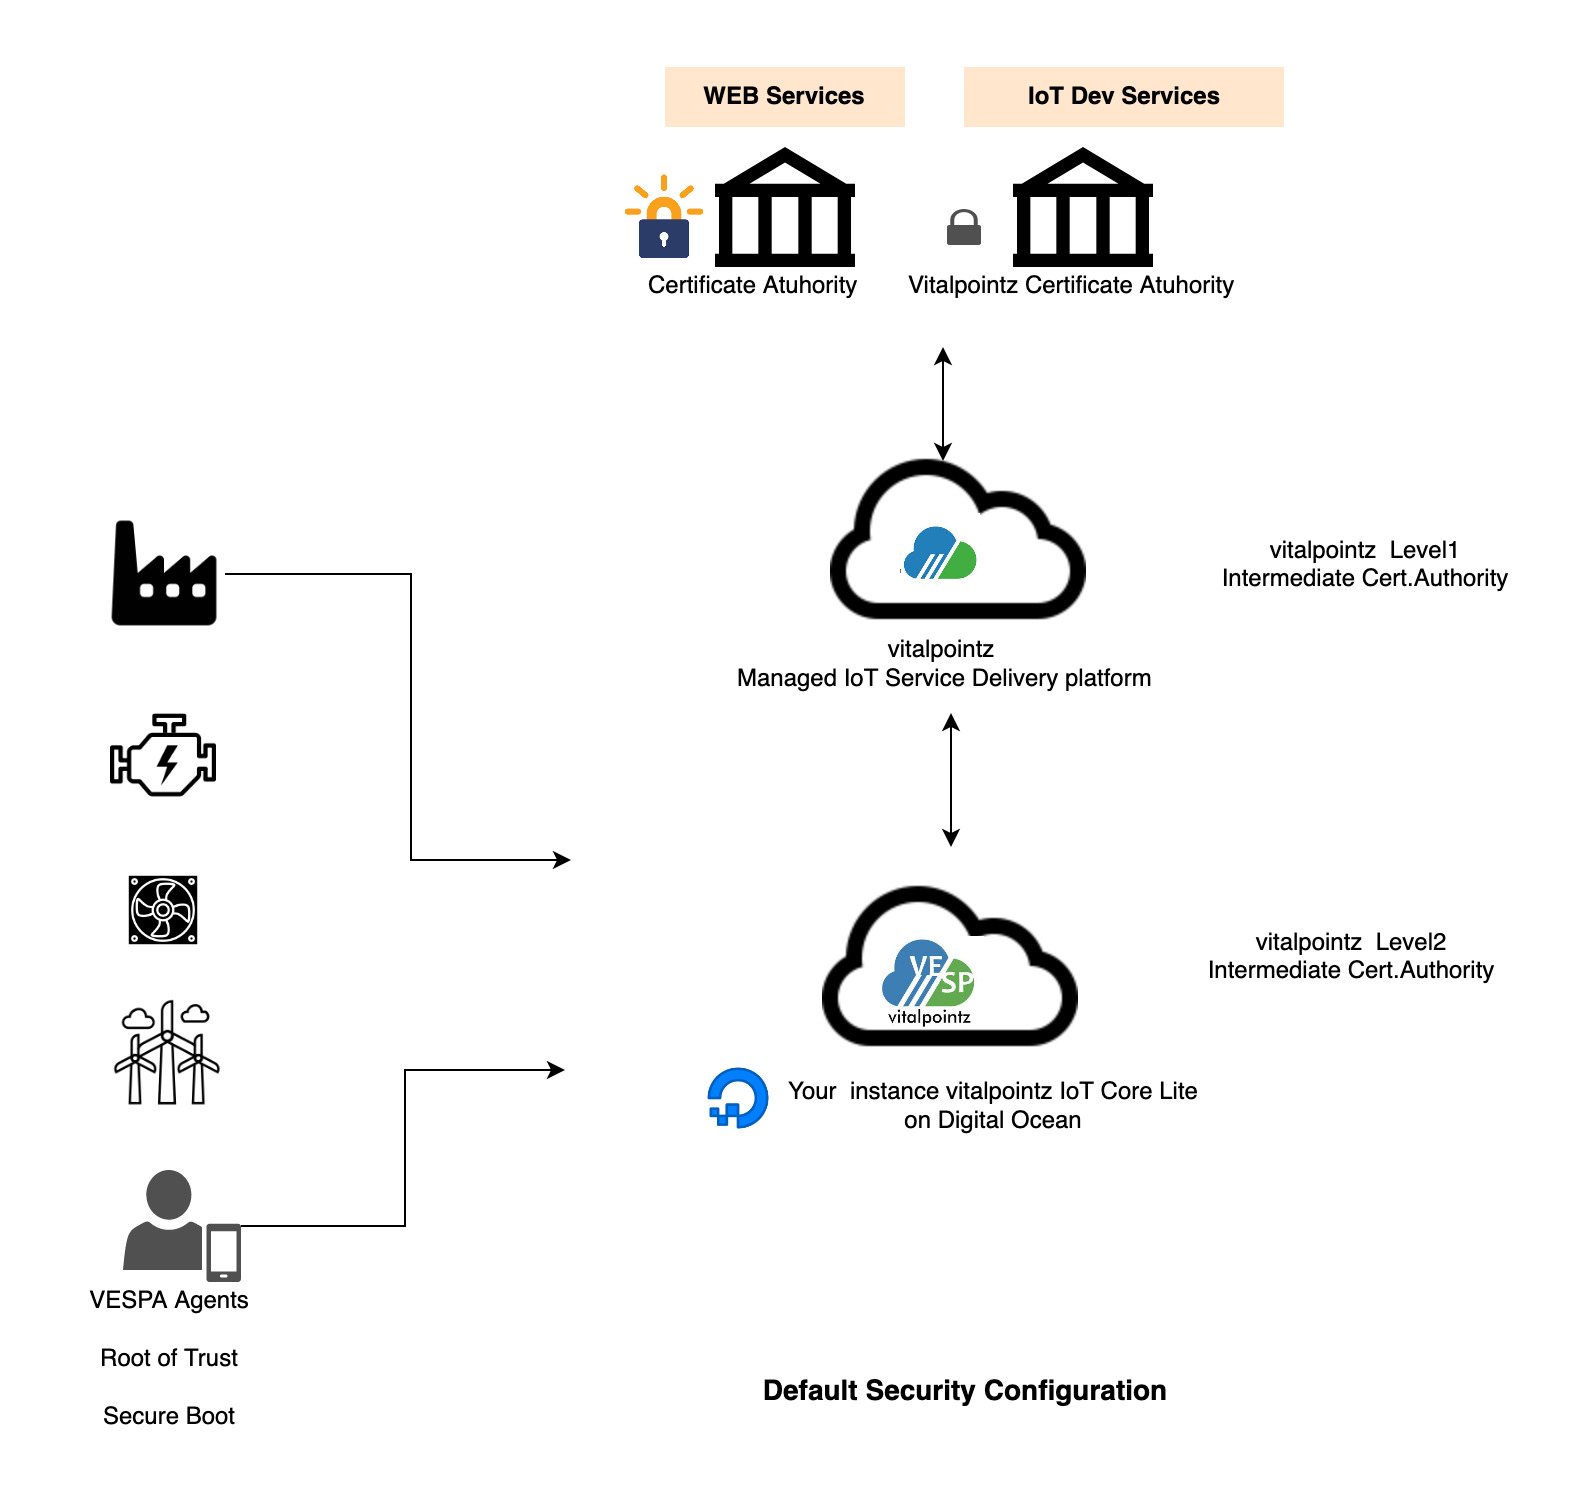 WEB Services
IoT Dev Services
Certificate Atuhority
Vitalpointz Certificate Atuhority
vitalpointz
Managed IoT Service Delivery platform
vitalpointz Level1
Intermediate Cert.Authority
VE
SP
vitalpointz
vitalpointz Level2
Intermediate Cert.Authority
Your instance vitalpointz IoT Core Lite
on Digital Ocean
VESPA Agents
Root of Trust
Secure Boot
Default Security Configuration